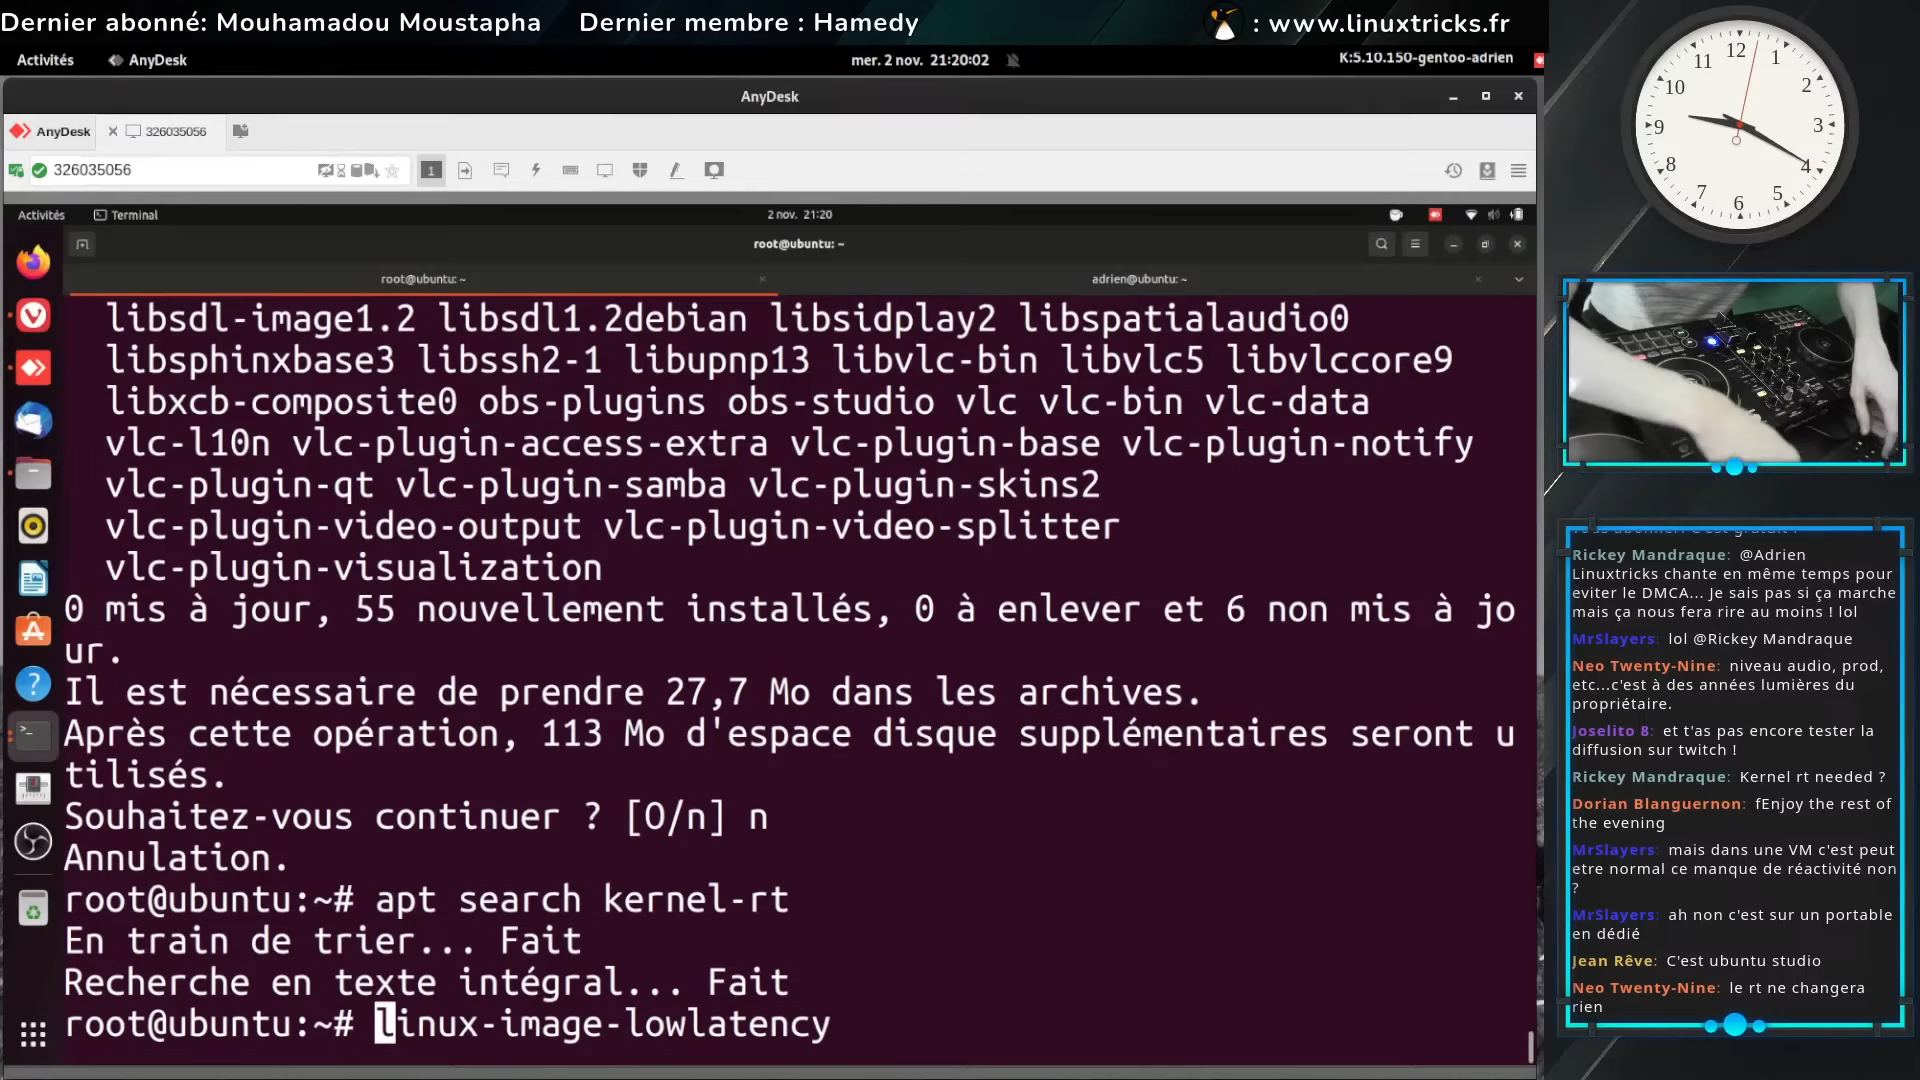 Dernier abonné: Mouhamadou Moustapha Dernier membre : Hamedy : www.linuxtricks.fr
Activités AnyDesk mer. 2 nov. 21:20:02 K:5.10.150-gentoo-adrien
AnyDesk
AnyDesk 326035056
326035056 1
Activités Terminal 2 nov. 21:20
root@ubuntu: ~
root@ubuntu: ~ adrien@ubuntu: ~
libsdl-image1.2 libsdl1.2debian libsidplay2 libspatialaudio0
libsphinxbase3 libssh2-1 libupnp13 libvlc-bin libvlc5 libvlccore9
libxcb-composite0 obs-plugins obs-studio vlc vlc-bin vlc-data
vlc-l10n vlc-plugin-access-extra vlc-plugin-base vlc-plugin-notify
vlc-plugin-qt vlc-plugin-samba vlc-plugin-skins2
vlc-plugin-video-output vlc-plugin-video-splitter
vlc-plugin-visualization
0 mis à jour, 55 nouvellement installés, 0 à enlever et 6 non mis à jo
ur.
Il est nécessaire de prendre 27,7 Mo dans les archives.
Après cette opération, 113 Mo d'espace disque supplémentaires seront u
tilisés.
Souhaitez-vous continuer ? [O/n] n
Annulation.
root@ubuntu:~# apt search kernel-rt
En train de trier... Fait
Recherche en texte intégral... Fait
root@ubuntu:~# linux-image-lowlatency
12
1
2
3
4
5
6
7
8
9
10
11
Rickey Mandraque: @Adrien
Linuxtricks chante en même temps pour
eviter le DMCA... Je sais pas si ça marche
mais ça nous fera rire au moins ! lol
MrSlayers: lol @Rickey Mandraque
Neo Twenty-Nine: niveau audio, prod,
etc...c'est à des années lumières du
propriétaire.
Joselito 8: et t'as pas encore tester la
diffusion sur twitch !
Rickey Mandraque: Kernel rt needed ?
Dorian Blanguernon: fEnjoy the rest of
the evening
MrSlayers: mais dans une VM c'est peut
etre normal ce manque de réactivité non
?
MrSlayers: ah non c'est sur un portable
en dédié
Jean Rêve: C'est ubuntu studio
Neo Twenty-Nine: le rt ne changera
rien